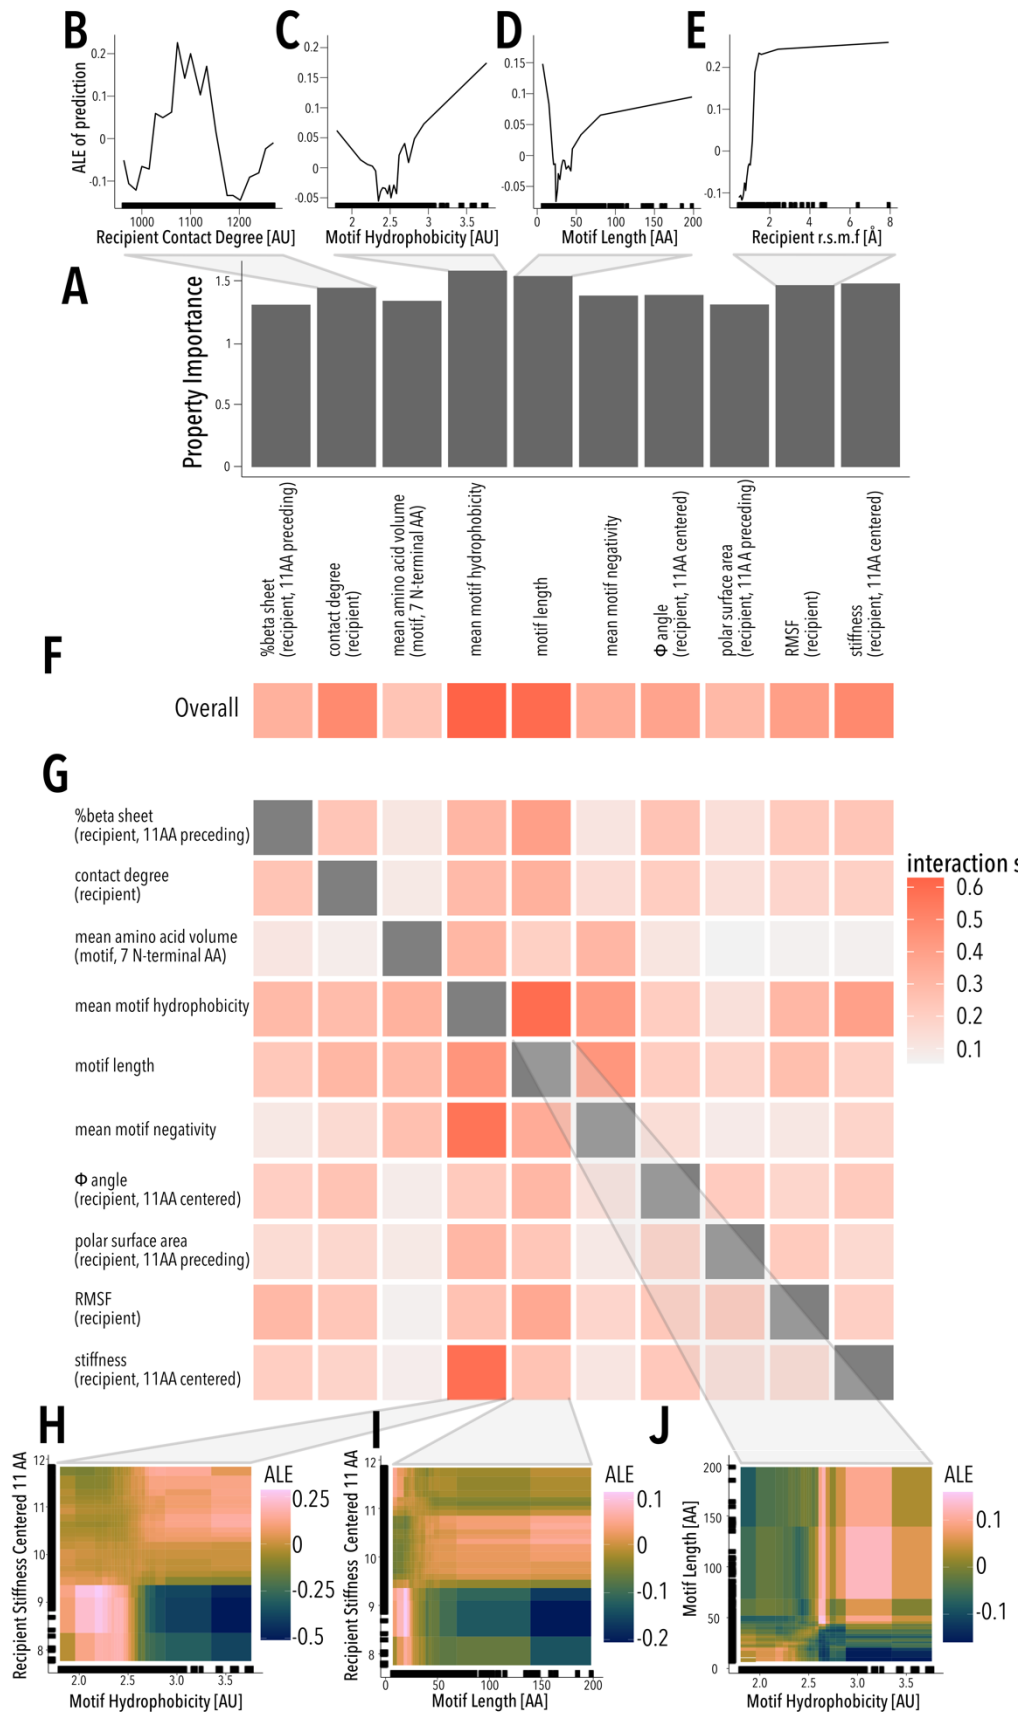 B
C
D
E
ALE of prediction
0.2
0.1
0
-0.1
1000
1100
1200
Recipient Contact Degree [AU]
0.2
0.15
0.1
0.05
0
-0.05
2
2.5
3
3.5
Motif Hydrophobicity [AU]
0.15
0.1
0.05
0
-0.05
0
50
100
150
200
Motif Length [AA]
0.2
0.1
0
-0.1
2
4
6
8
Recipient r.s.m.f [Å]
A
Property Importance
1.5
1
0.5
0
%beta sheet
(recipient, 11AA preceding)
contact degree
(recipient)
mean amino acid volume
(motif, 7 N-terminal AA)
mean motif hydrophobicity
motif length
mean motif negativity
Φ angle
(recipient, 11AA centered)
polar surface area
(recipient, 11A A preceding)
RMSF
(recipient)
stiffness
(recipient, 11AA centered)
F
Overall
G
%beta sheet
(recipient, 11AA preceding)
contact degree
(recipient)
mean amino acid volume
(motif, 7 N-terminal AA)
mean motif hydrophobicity
motif length
mean motif negativity
Φ angle
(recipient, 11AA centered)
polar surface area
(recipient, 11AA preceding)
RMSF
(recipient)
stiffness
(recipient, 11AA centered)
interaction s
0.6
0.5
0.4
0.3
0.2
0.1
H
Recipient Stiffness Centered 11 AA
12
11
10
9
8
2.0
2.5
3.0
3.5
Motif Hydrophobicity [AU]
ALE
0.25
0
-0.25
-0.5
I
Recipient Stiffness Centered 11 AA
12
11
10
9
8
0
50
100
150
200
Motif Length [AA]
ALE
0.1
0
-0.1
-0.2
J
Motif Length [AA]
200
150
100
50
0
2.0
2.5
3.0
3.5
Motif Hydrophobicity [AU]
ALE
0.1
0
-0.1